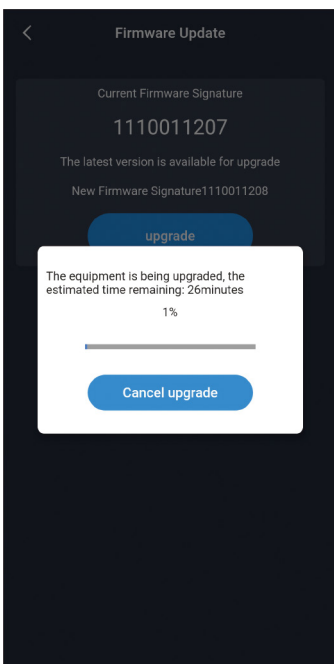 Firmware Update
Current Firmware Signature
1110011207
The latest version is available for upgrade
New Firmware Signature1110011208
upgrade
The equipment is being upgraded, the
estimated time remaining: 26minutes
1%
Cancel upgrade